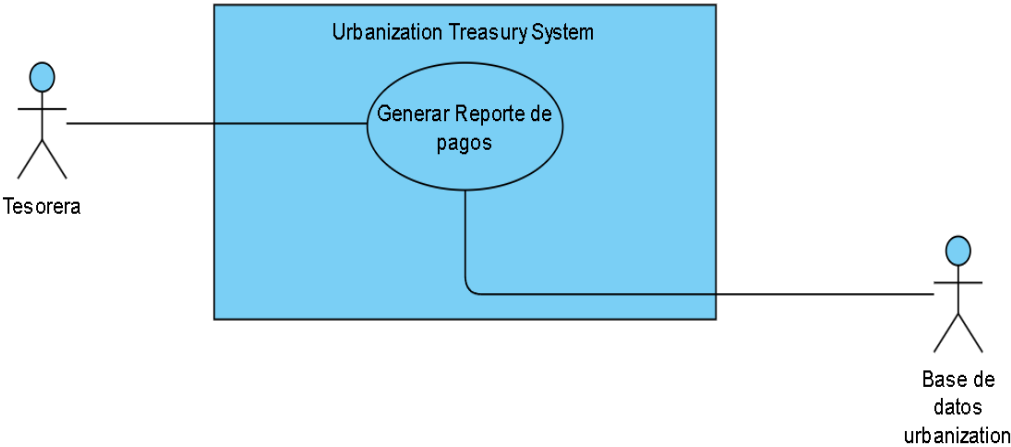 Urbanization Treasury System
Generar Reporte de
pagos
Tesorera
Base de
datos
urbanization